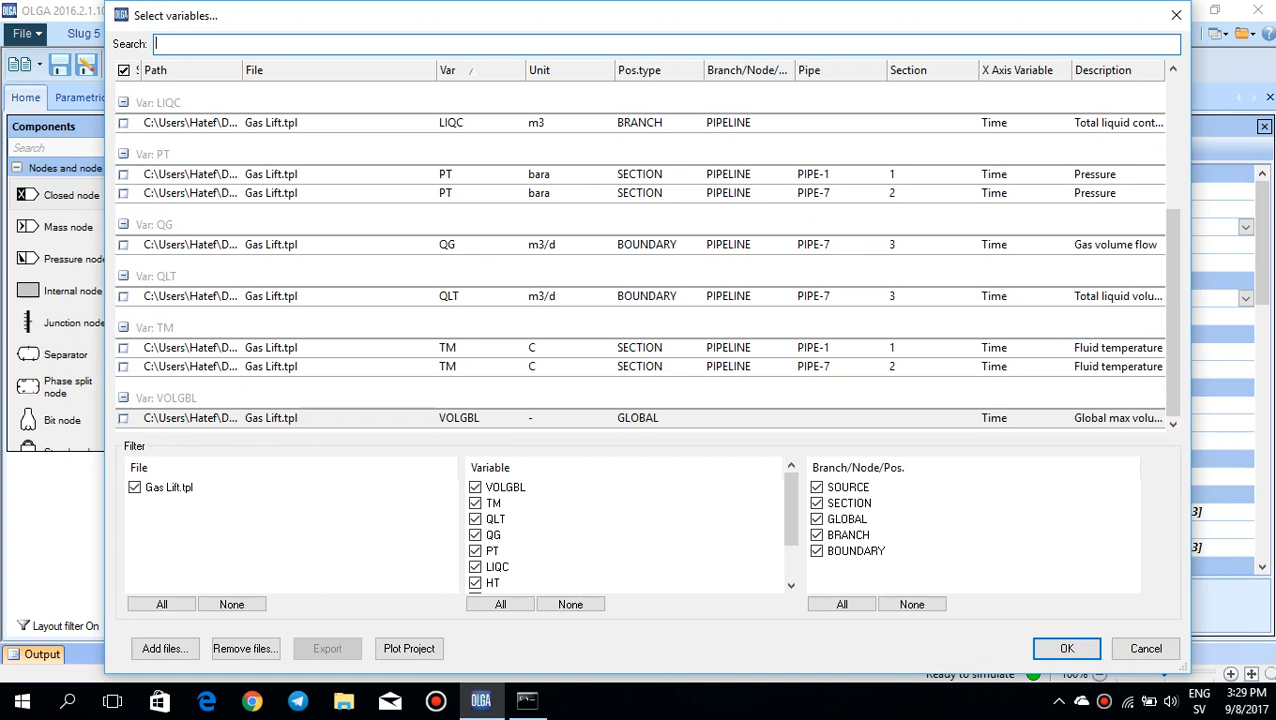 OLGA 2016.2.1.10
OLGA Select variables...
File Slug 5
Search:
Home Parametric
Path File Var Unit Pos.type Branch/Node/... Pipe Section X Axis Variable Description
Components
Search
Nodes and node
Closed node
Mass node
Pressure node
Internal node
Junction node
Separator
Phase split
node
Bit node
Layout filter On
Output
Var: LIQC
C:\Users\Hatef\D... Gas Lift.tpl LIQC m3 BRANCH PIPELINE Time Total liquid cont...
Var: PT
C:\Users\Hatef\D... Gas Lift.tpl PT bara SECTION PIPELINE PIPE-1 1 Time Pressure
C:\Users\Hatef\D... Gas Lift.tpl PT bara SECTION PIPELINE PIPE-7 2 Time Pressure
Var: QG
C:\Users\Hatef\D... Gas Lift.tpl QG m3/d BOUNDARY PIPELINE PIPE-7 3 Time Gas volume flow
Var: QLT
C:\Users\Hatef\D... Gas Lift.tpl QLT m3/d BOUNDARY PIPELINE PIPE-7 3 Time Total liquid volu...
Var: TM
C:\Users\Hatef\D... Gas Lift.tpl TM C SECTION PIPELINE PIPE-1 1 Time Fluid temperature
C:\Users\Hatef\D... Gas Lift.tpl TM C SECTION PIPELINE PIPE-7 2 Time Fluid temperature
Var: VOLGBL
C:\Users\Hatef\D... Gas Lift.tpl VOLGBL - GLOBAL Time Global max volu...
Filter
File
Gas Lift.tpl
All None
Variable
VOLGBL
TM
QLT
QG
PT
LIQC
HT
All None
Branch/Node/Pos.
SOURCE
SECTION
GLOBAL
BRANCH
BOUNDARY
All None
3]
3]
Add files... Remove files... Export Plot Project OK Cancel
Ready to simulate 100%
OLGA
ENG 3:29 PM
SV 9/8/2017